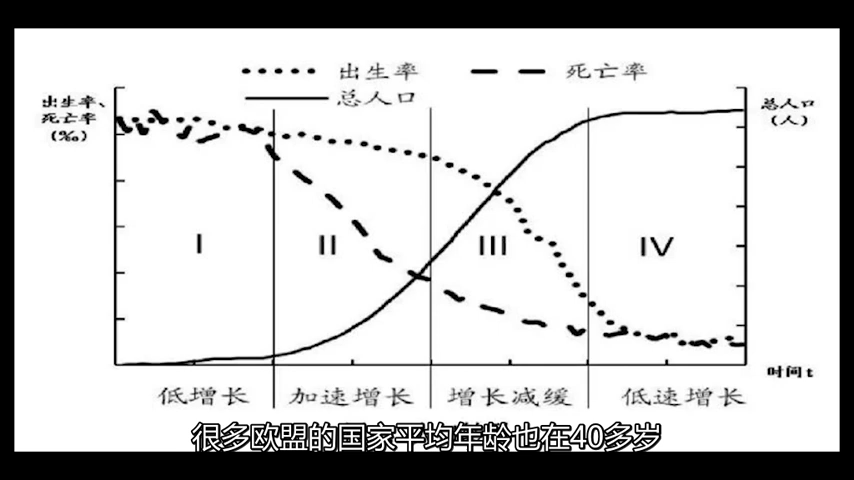 出生率 死亡率
总人口
出生率、
死亡率
(‰)
总人口
(人)
I II III IV
时间t
低增长 加速增长 增长减缓 低速增长
很多欧盟的国家平均年龄也在40多岁